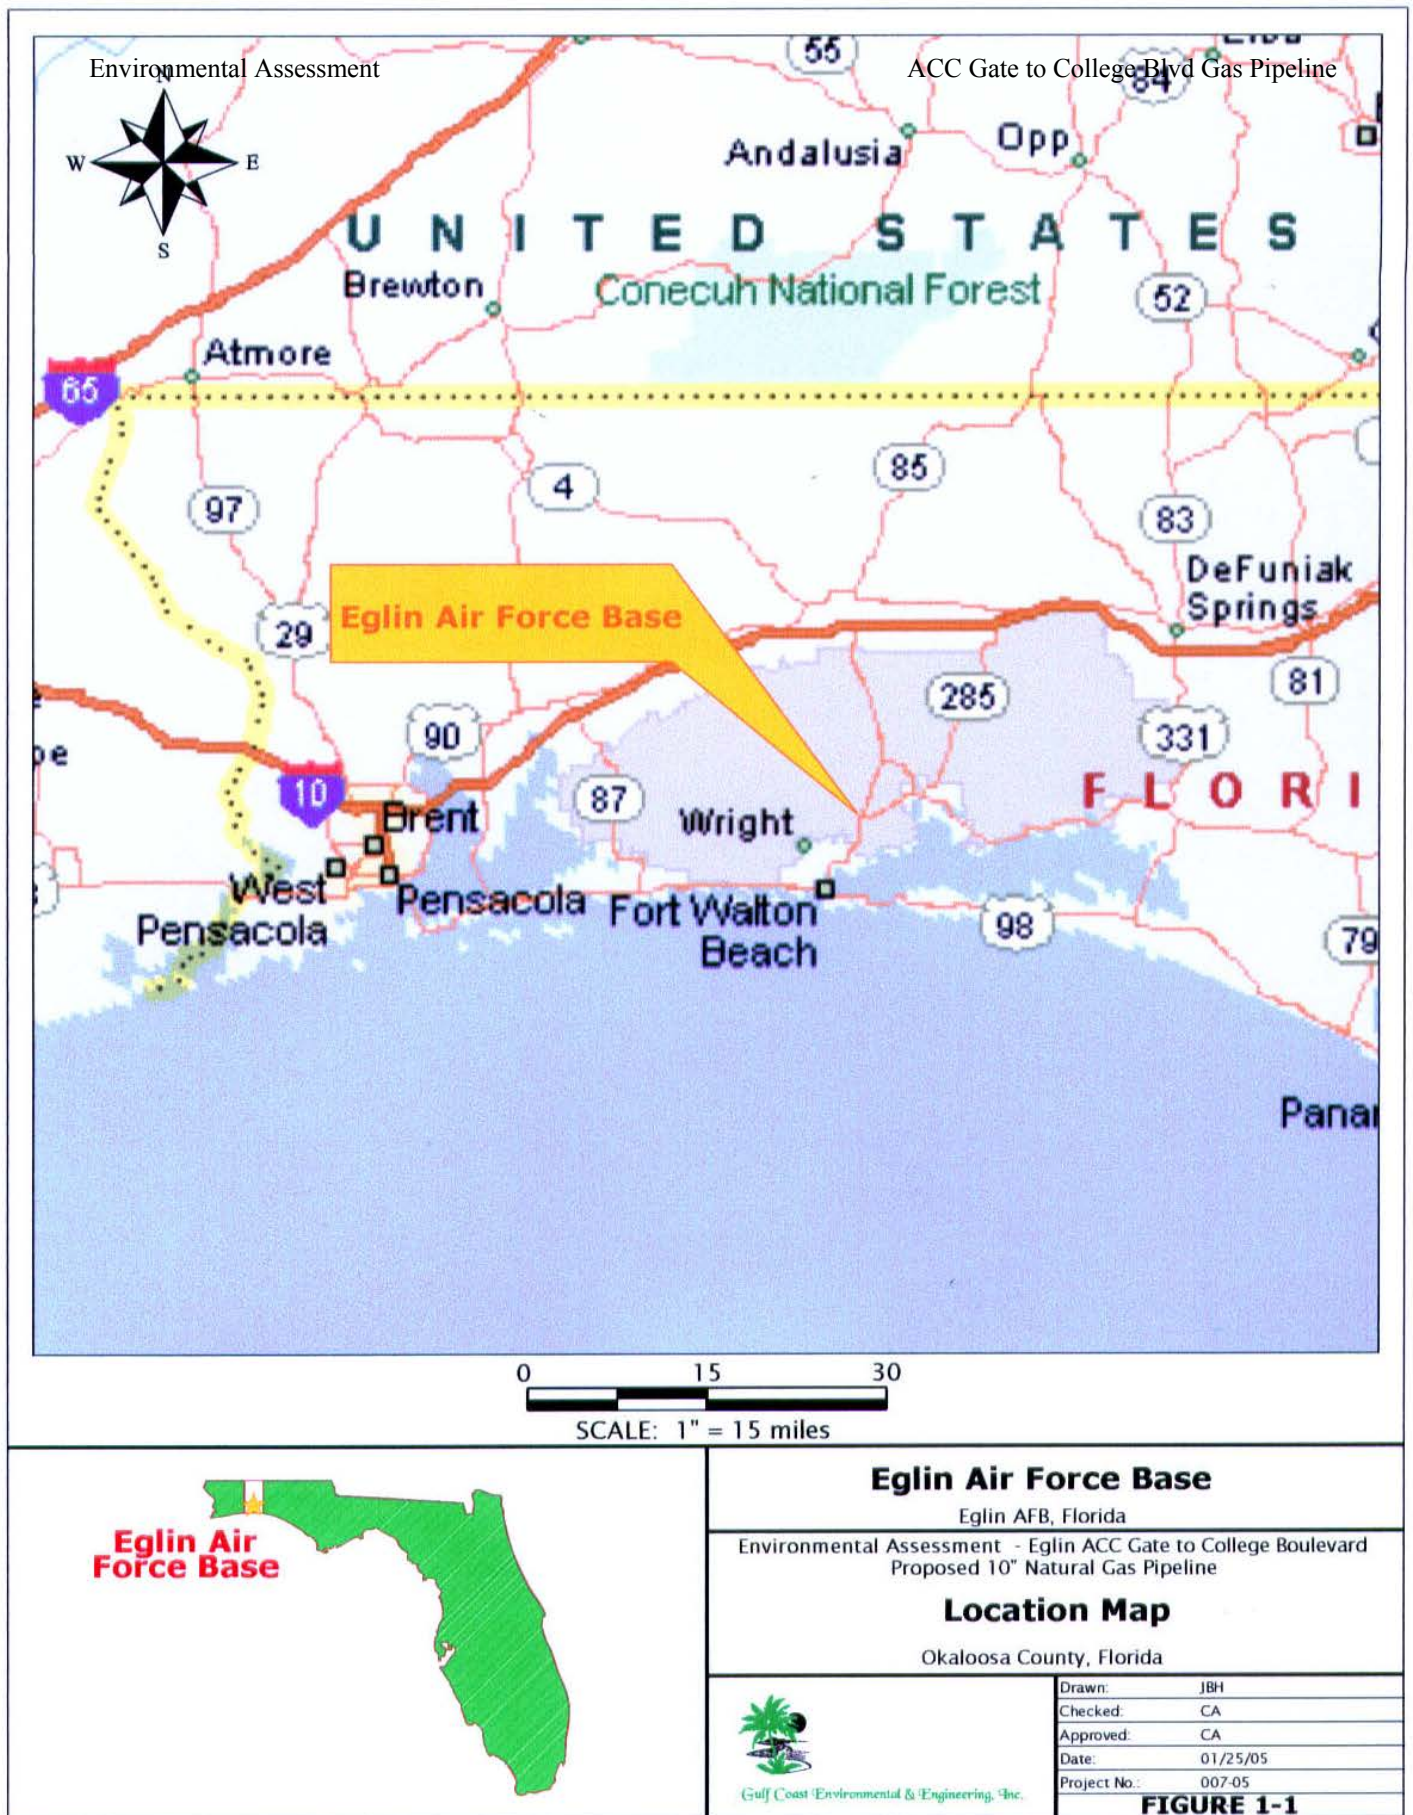 Environmental Assessment
ACC Gate to College Blvd Gas Pipeline
N
W
E
S
55
84
Andalusia
Opp
UNITED STATES
Brewton
Conecuh National Forest
52
Atmore
65
97
4
85
83
DeFuniak
Springs
29
Eglin Air Force Base
285
81
90
331
10
87
FLORI
Brent
Wright
West
Pensacola
Pensacola
Fort Walton
Beach
98
79
Panar
0 15 30
SCALE: 1" = 15 miles
Eglin Air
Force Base
Eglin Air Force Base
Eglin AFB, Florida
Environmental Assessment - Eglin ACC Gate to College Boulevard
Proposed 10" Natural Gas Pipeline
Location Map
Okaloosa County, Florida
Gulf Coast Environmental & Engineering, Inc.
Drawn: JBH
Checked: CA
Approved: CA
Date: 01/25/05
Project No.: 007-05
FIGURE 1-1